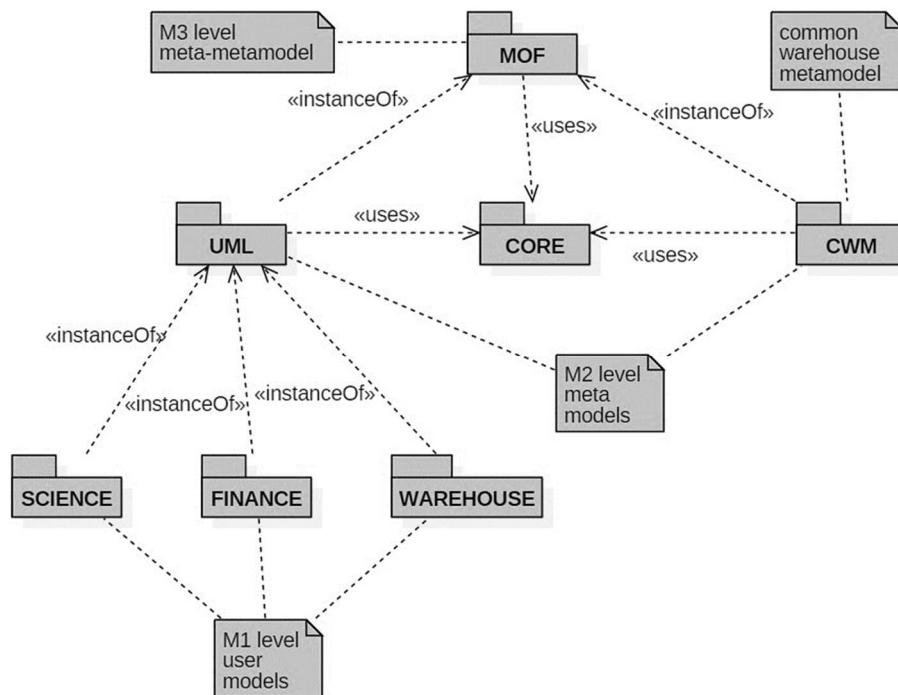 M3 level
meta-metamodel
MOF
common
warehouse
metamodel
«instanceOf»
«uses»
«instanceOf»
UML
«uses»
CORE
«uses»
CWM
«instanceOf»
«instanceOf»
«instanceOf»
M2 level
meta
models
SCIENCE
FINANCE
WAREHOUSE
M1 level
user
models